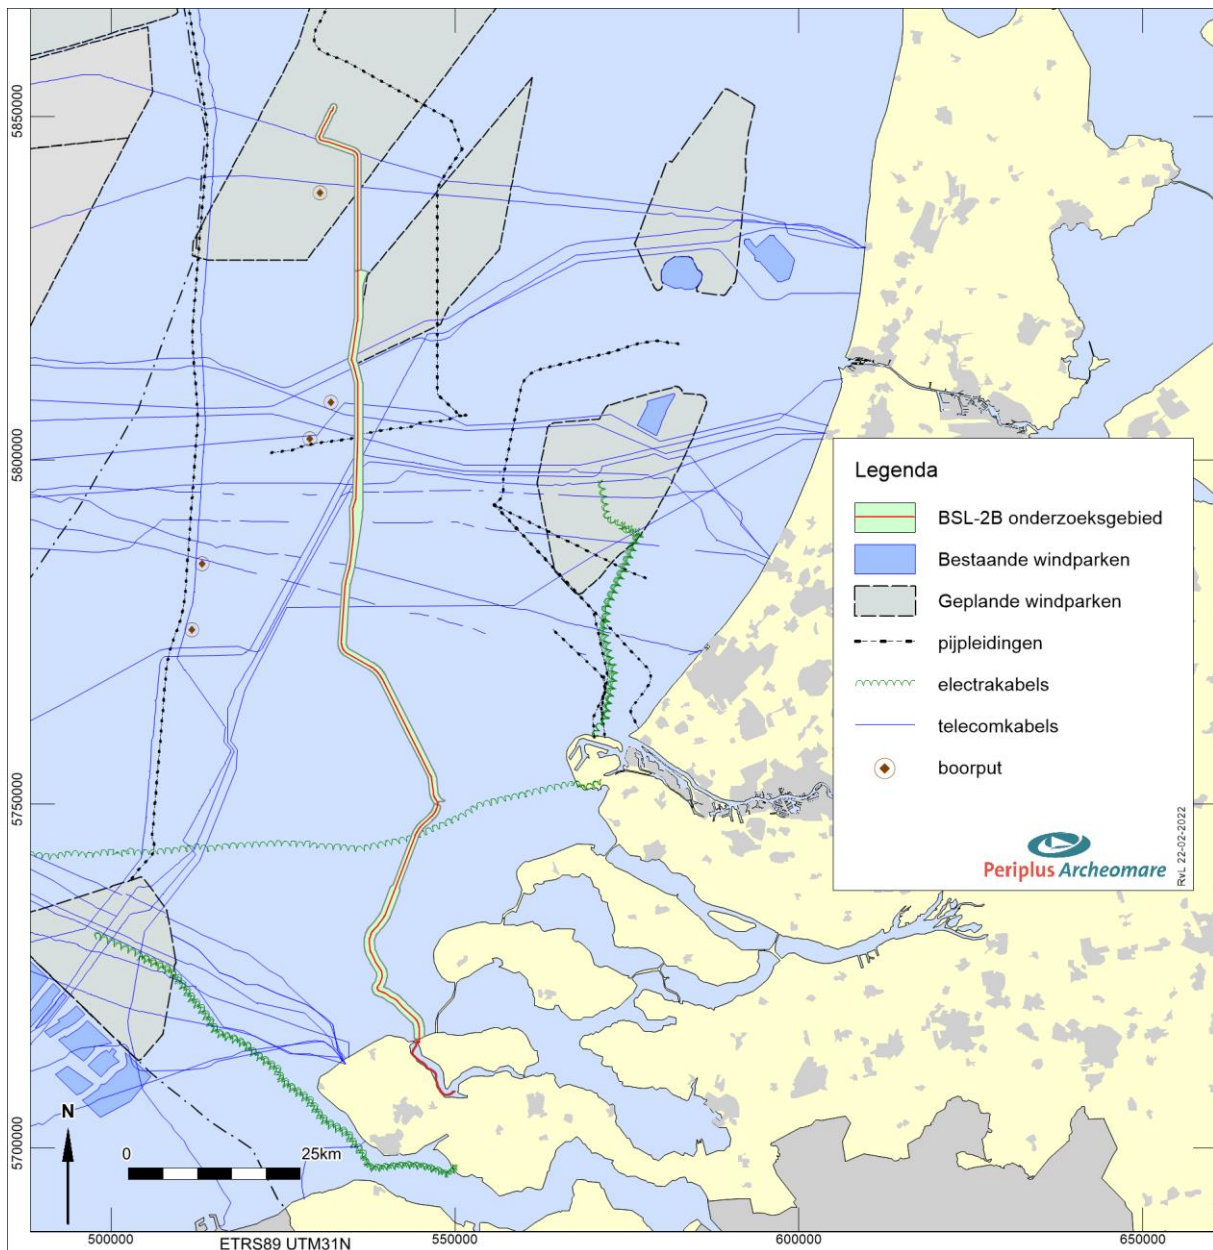 5850000
5800000
5750000
5700000
Legenda
BSL-2B onderzoeksgebied
Bestaande windparken
Geplande windparken
pijpleidingen
electrakabels
telecomkabels
boorput
Periplus Archeomare
RvL 22-02-2022
N
0 25km
500000 550000 600000 650000
ETRS89 UTM31N